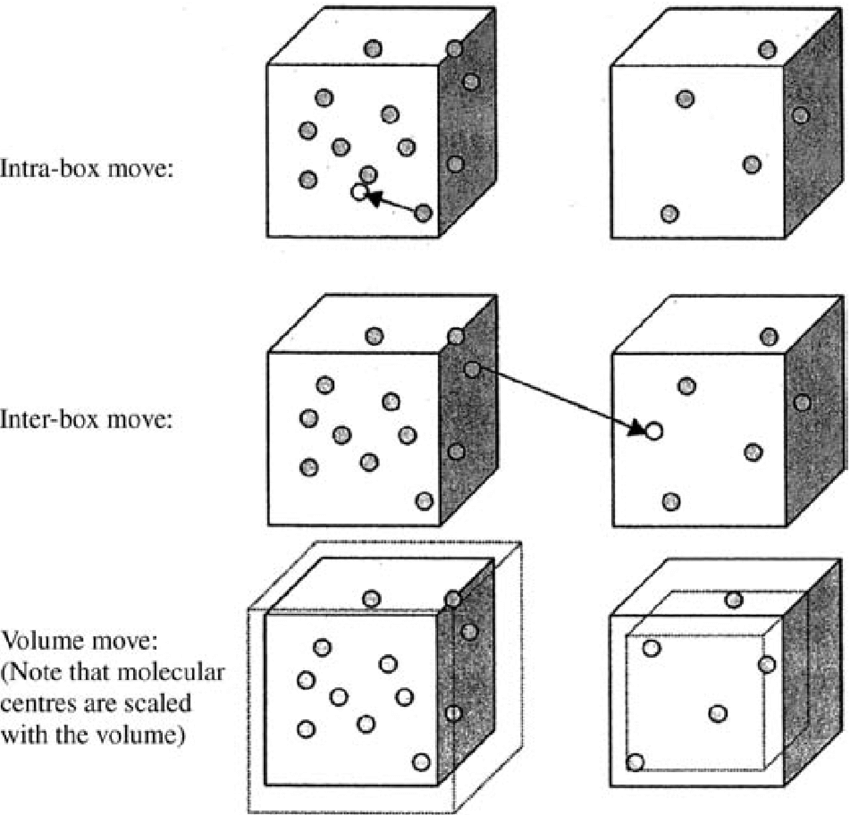 Intra-box move:
Inter-box move:
Volume move:
(Note that molecular
centres are scaled
with the volume)